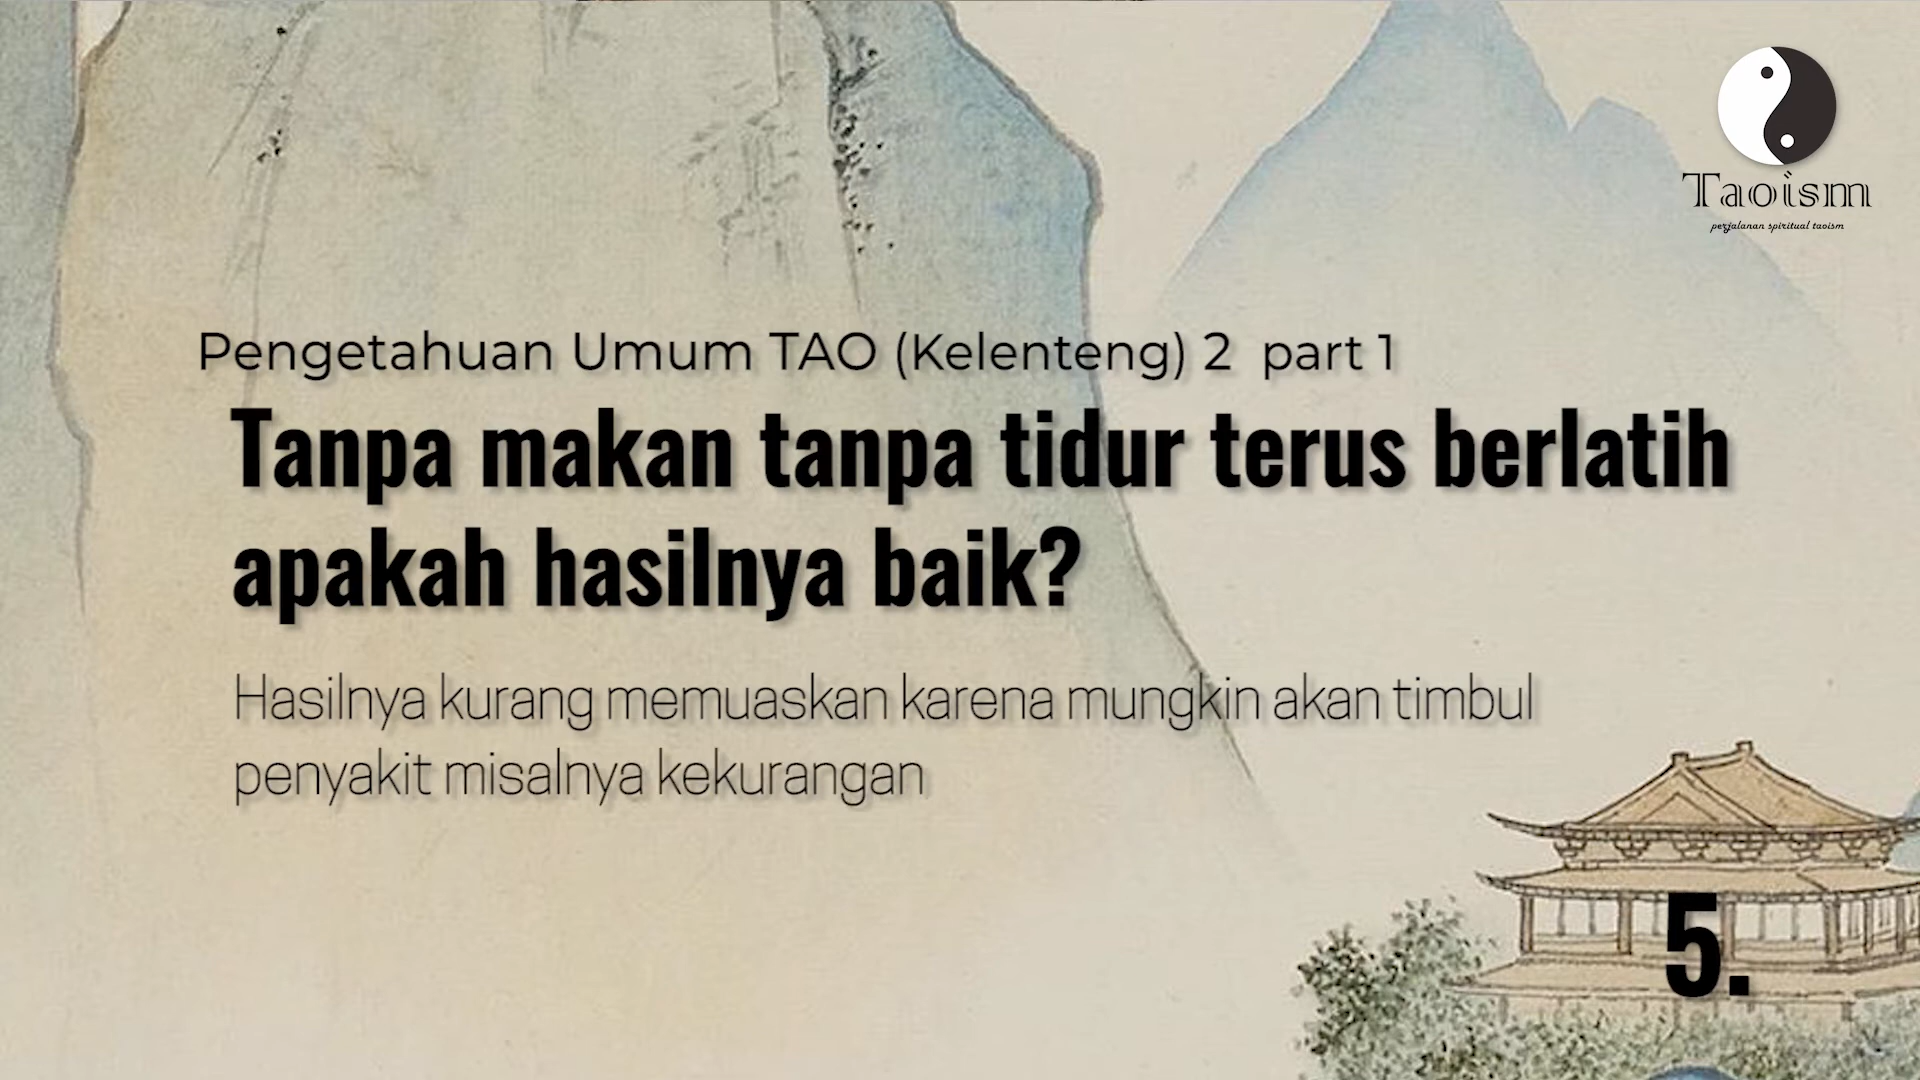 Taoism
perjalanan spiritual taoism
Pengetahuan Umum TAO (Kelenteng) 2 part 1
Tanpa makan tanpa tidur terus berlatih
apakah hasilnya baik?
Hasilnya kurang memuaskan karena mungkin akan timbul
penyakit misalnya kekurangan
5.